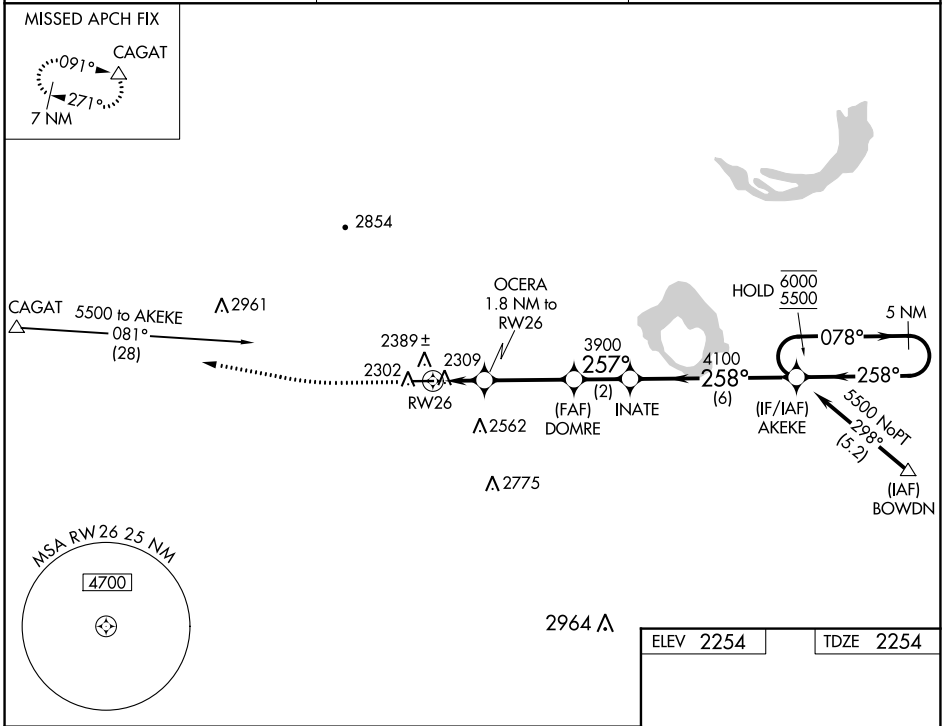 MISSED APCH FIX
CAGAT
091°
271°
7 NM
2854
CAGAT
5500 to AKEKE
081°
(28)
2961
2389 ±
2302
2309
RW26
OCERA
1.8 NM to
RW26
2562
2775
3900
257°
(2)
(FAF)
DOMRE
INATE
4100
258°
(6)
HOLD
6000
5500
078°
5 NM
258°
(IF/IAF)
AKEKE
5500 NoPT
298°
(5.2)
(IAF)
BOWDN
MSA RW26 25 NM
4700
2964
ELEV 2254
TDZE 2254